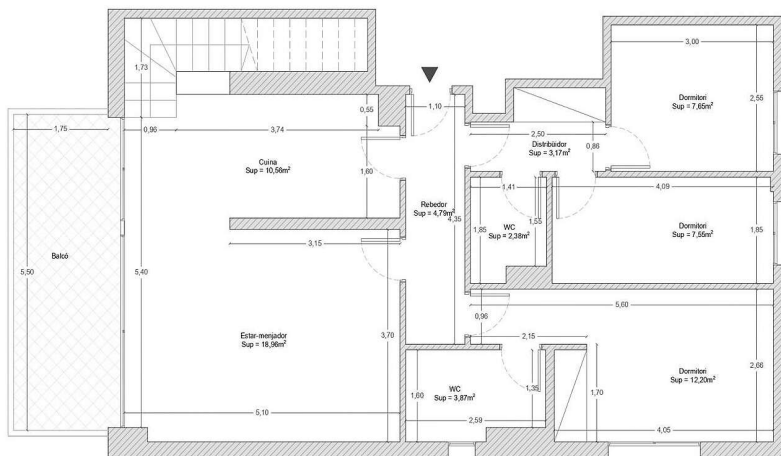 3,00
1,73
Dormitori
Sup = 7,65m²
2,55
1,10
0,55
1,75
0,96
3,74
2,50
Distribüidor
Sup = 3,17m²
0,86
Cuina
Sup = 10,56m²
1,60
1,41
4,09
Rebedor
Sup = 4,79m²
4,35
WC
Sup = 2,38m²
1,85
1,55
Dormitori
Sup = 7,55m²
1,85
3,15
Balcó
5,50
5,40
5,60
0,96
2,15
Estar-menjador
Sup = 18,96m²
3,70
2,66
Dormitori
Sup = 12,20m²
WC
Sup = 3,87m²
1,60
1,35
1,70
5,10
2,59
4,05